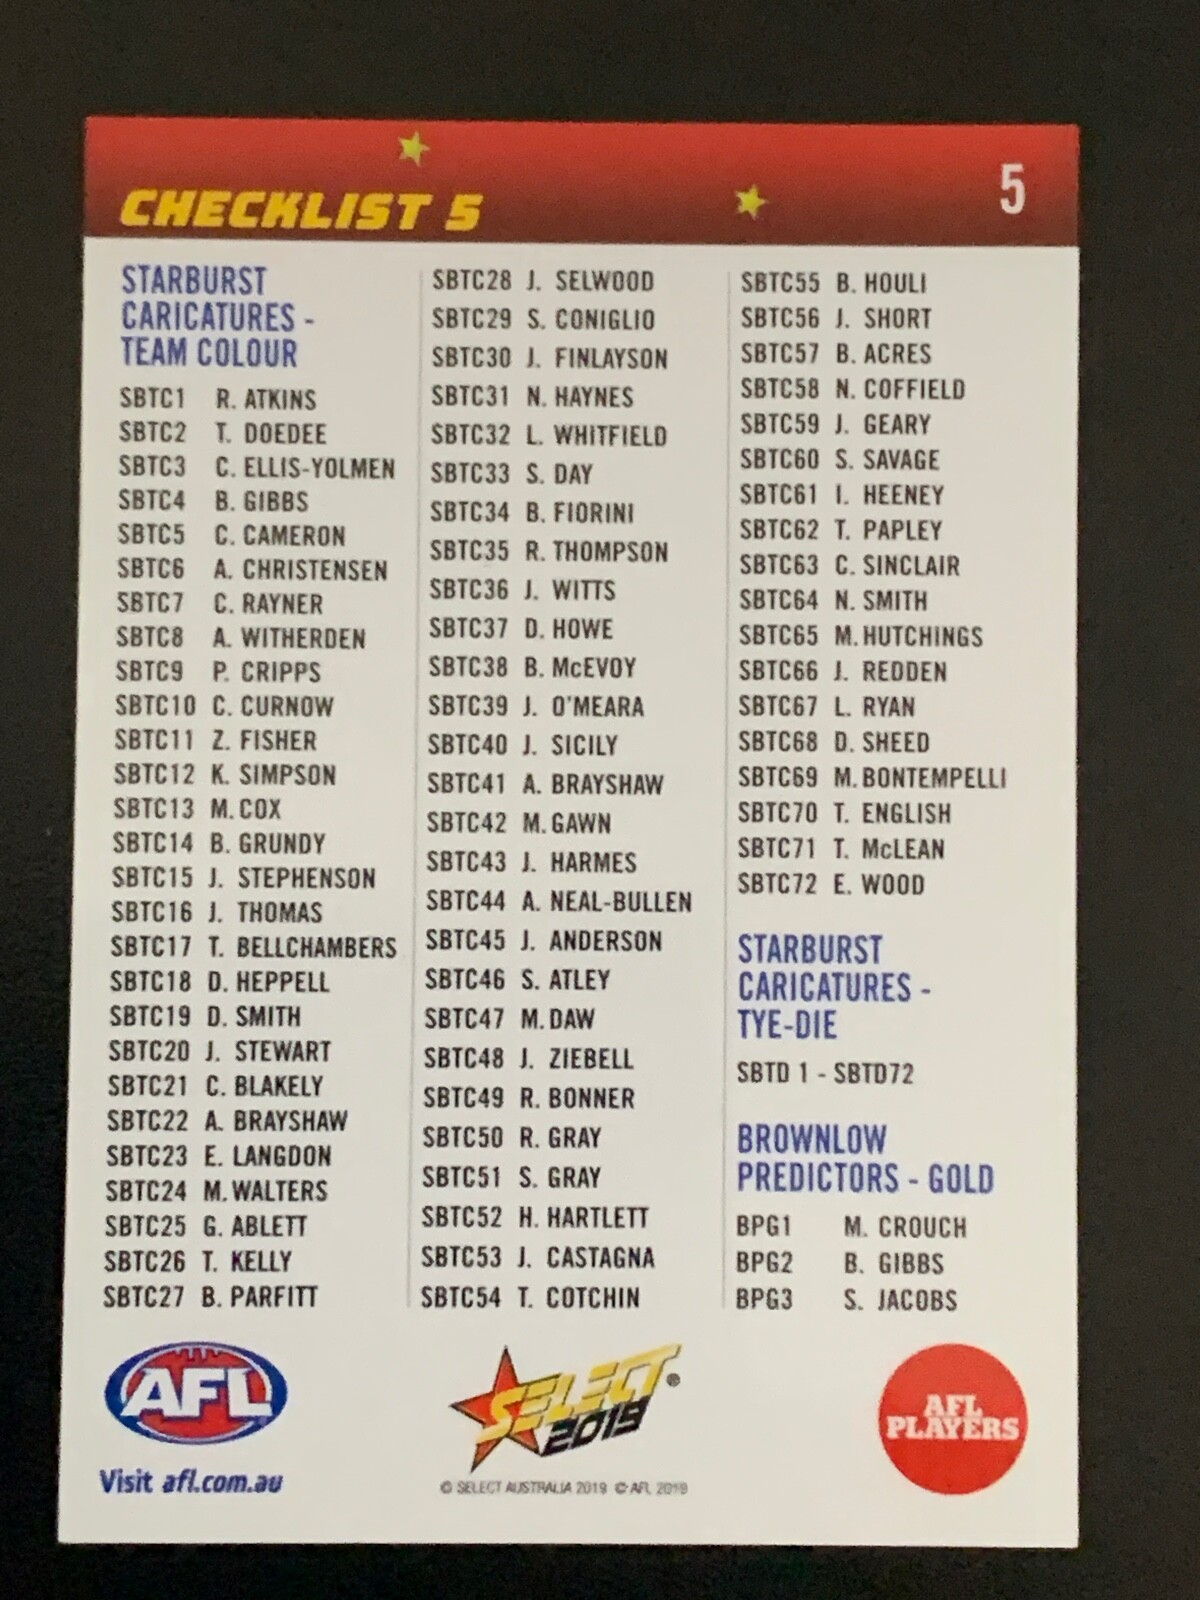 CHECKLIST 5
5
STARBURST
CARICATURES -
TEAM COLOUR
SBTC1 R. ATKINS
SBTC2 T. DOEDEE
SBTC3 C. ELLIS-YOLMEN
SBTC4 B. GIBBS
SBTC5 C. CAMERON
SBTC6 A. CHRISTENSEN
SBTC7 C. RAYNER
SBTC8 A. WITHERDEN
SBTC9 P. CRIPPS
SBTC10 C. CURNOW
SBTC11 Z. FISHER
SBTC12 K. SIMPSON
SBTC13 M. COX
SBTC14 B. GRUNDY
SBTC15 J. STEPHENSON
SBTC16 J. THOMAS
SBTC17 T. BELLCHAMBERS
SBTC18 D. HEPPELL
SBTC19 D. SMITH
SBTC20 J. STEWART
SBTC21 C. BLAKELY
SBTC22 A. BRAYSHAW
SBTC23 E. LANGDON
SBTC24 M. WALTERS
SBTC25 G. ABLETT
SBTC26 T. KELLY
SBTC27 B. PARFITT
SBTC28 J. SELWOOD
SBTC29 S. CONIGLIO
SBTC30 J. FINLAYSON
SBTC31 N. HAYNES
SBTC32 L. WHITFIELD
SBTC33 S. DAY
SBTC34 B. FIORINI
SBTC35 R. THOMPSON
SBTC36 J. WITTS
SBTC37 D. HOWE
SBTC38 B. McEVOY
SBTC39 J. O'MEARA
SBTC40 J. SICILY
SBTC41 A. BRAYSHAW
SBTC42 M. GAWN
SBTC43 J. HARMES
SBTC44 A. NEAL-BULLEN
SBTC45 J. ANDERSON
SBTC46 S. ATLEY
SBTC47 M. DAW
SBTC48 J. ZIEBELL
SBTC49 R. BONNER
SBTC50 R. GRAY
SBTC51 S. GRAY
SBTC52 H. HARTLETT
SBTC53 J. CASTAGNA
SBTC54 T. COTCHIN
SBTC55 B. HOULI
SBTC56 J. SHORT
SBTC57 B. ACRES
SBTC58 N. COFFIELD
SBTC59 J. GEARY
SBTC60 S. SAVAGE
SBTC61 I. HEENEY
SBTC62 T. PAPLEY
SBTC63 C. SINCLAIR
SBTC64 N. SMITH
SBTC65 M. HUTCHINGS
SBTC66 J. REDDEN
SBTC67 L. RYAN
SBTC68 D. SHEED
SBTC69 M. BONTEMPELLI
SBTC70 T. ENGLISH
SBTC71 T. McLEAN
SBTC72 E. WOOD
STARBURST
CARICATURES -
TYE-DIE
SBTD 1 - SBTD72
BROWNLOW
PREDICTORS - GOLD
BPG1 M. CROUCH
BPG2 B. GIBBS
BPG3 S. JACOBS
AFL
Visit afl.com.au
SELECT®
2019
© SELECT AUSTRALIA 2019 © AFL 2019
AFL
PLAYERS